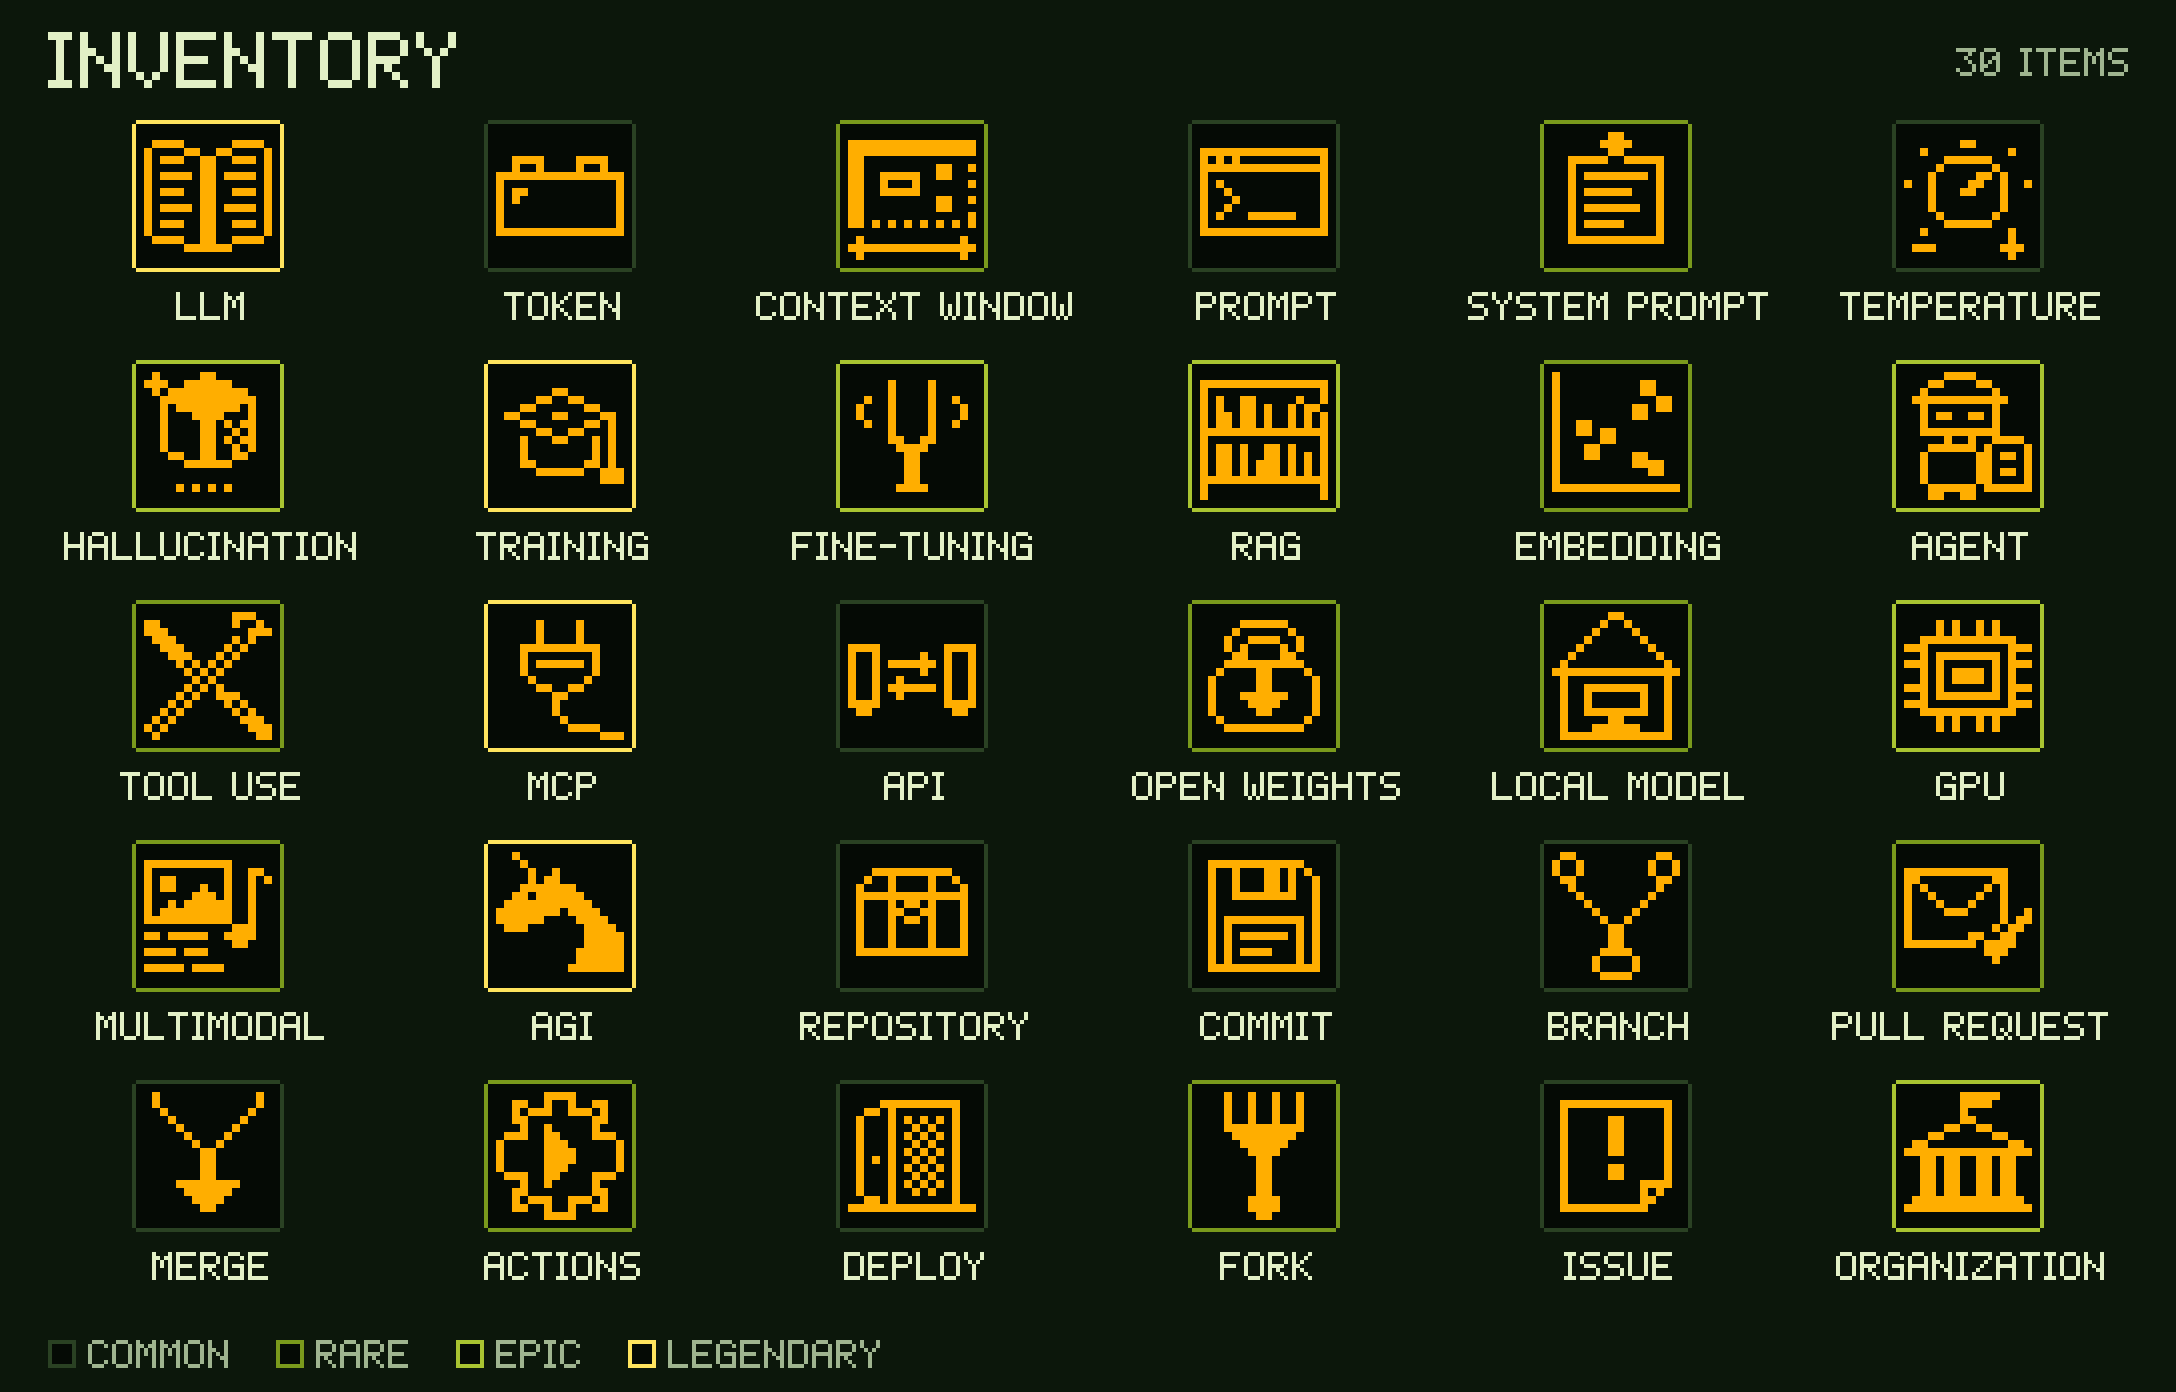 INVENTORY
30 ITEMS
LLM
TOKEN
CONTEXT WINDOW
PROMPT
SYSTEM PROMPT
TEMPERATURE
HALLUCINATION
TRAINING
FINE-TUNING
RAG
EMBEDDING
AGENT
TOOL USE
MCP
API
OPEN WEIGHTS
LOCAL MODEL
GPU
MULTIMODAL
AGI
REPOSITORY
COMMIT
BRANCH
PULL REQUEST
MERGE
ACTIONS
DEPLOY
FORK
ISSUE
ORGANIZATION
COMMON
RARE
EPIC
LEGENDARY